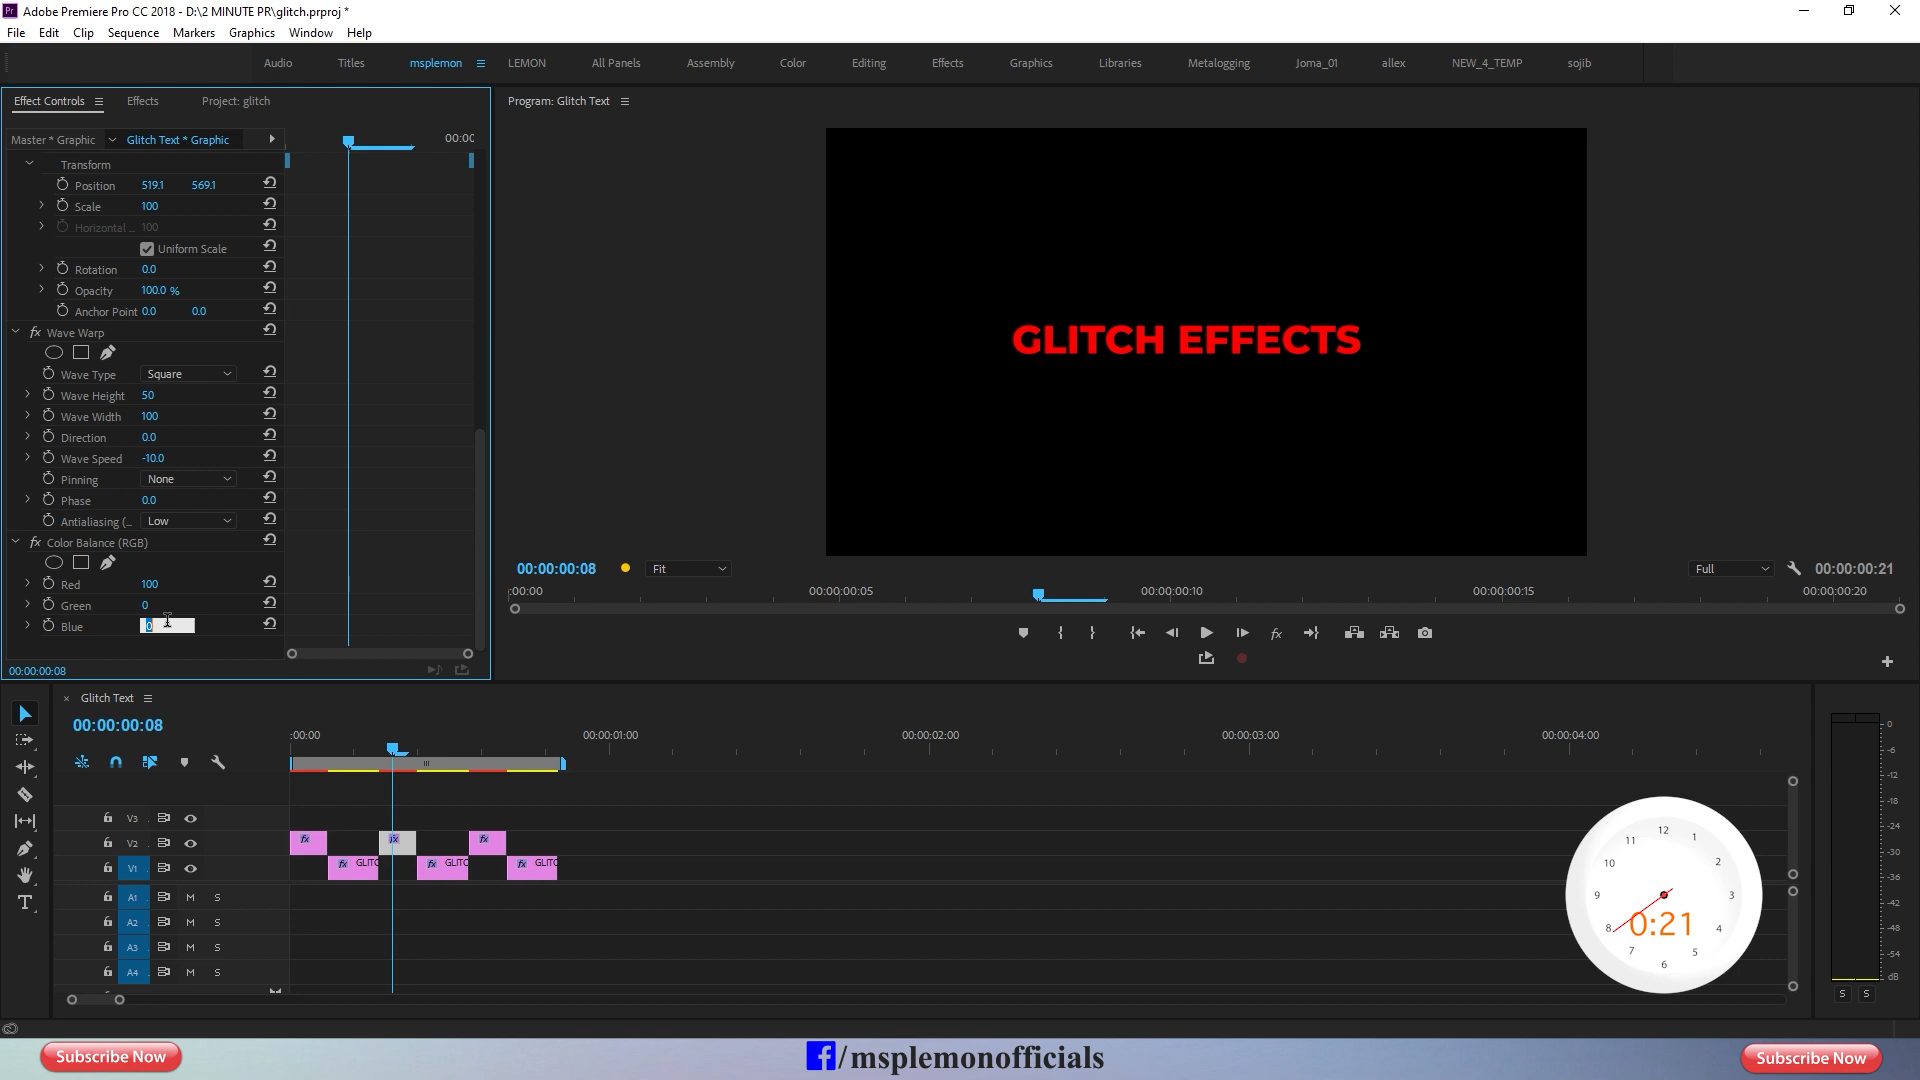 Pr Adobe Premiere Pro CC 2018 - D:\2 MINUTE PR\glitch.prproj *
File Edit Clip Sequence Markers Graphics Window Help
Audio Titles msplemon LEMON All Panels Assembly Color Editing Effects Graphics Libraries Metalogging Joma_01 allex NEW_4_TEMP sojib
Effect Controls Effects Project: glitch
Program: Glitch Text
Master * Graphic Glitch Text * Graphic 00:00
Transform
Position 519.1 569.1
Scale 100
Horizontal ... 100
Uniform Scale
Rotation 0.0
Opacity 100.0 %
Anchor Point 0.0 0.0
fx Wave Warp
Wave Type Square
Wave Height 50
Wave Width 100
Direction 0.0
Wave Speed -10.0
Pinning None
Phase 0.0
Antialiasing (... Low
fx Color Balance (RGB)
Red 100
Green 0
Blue 0
00:00:00:08
GLITCH EFFECTS
00:00:00:08 Fit Full 00:00:00:21
:00:00 00:00:00:05 00:00:00:10 00:00:00:15 00:00:00:20
fx
× Glitch Text
00:00:00:08
:00:00 00:00:01:00 00:00:02:00 00:00:03:00 00:00:04:00
V3
V2 fx fx fx
V1 fx GLITC fx GLITC fx GLITC
A1 M S
A2 M S
A3 M S
A4 M S
T
12 1 2 3 4 5 6 7 8 9 10 11
0:21
0
-6
-12
-18
-24
-30
-36
-42
-48
-54
dB
S S
Subscribe Now
f/msplemonofficials
Subscribe Now